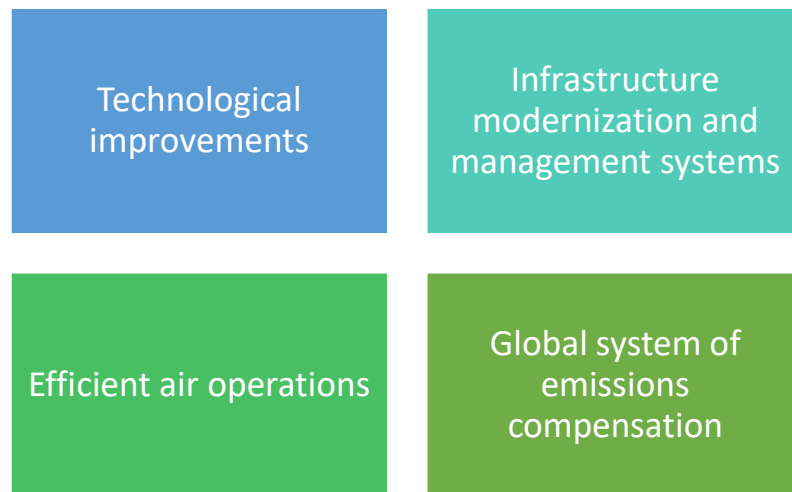 Technological
improvements
Infrastructure
modernization and
management systems
Efficient air operations
Global system of
emissions
compensation